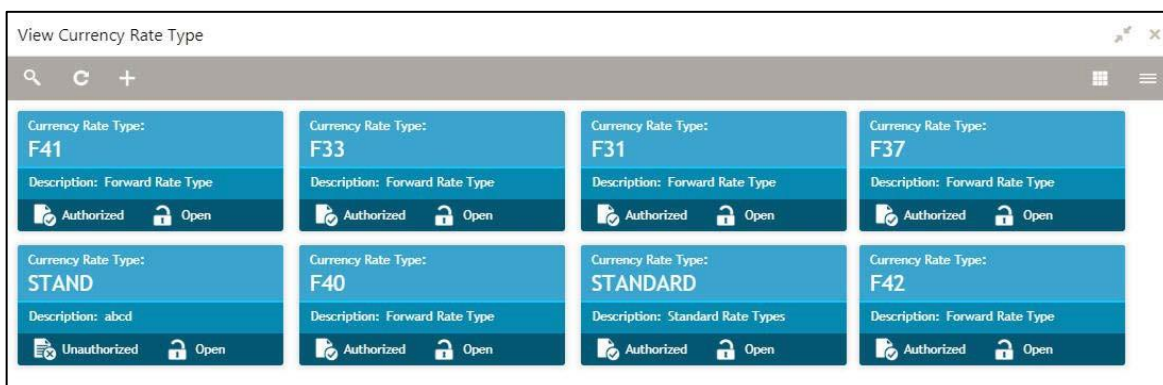 View Currency Rate Type
Currency Rate Type:
F41
Description: Forward Rate Type
Authorized Open
Currency Rate Type:
F33
Description: Forward Rate Type
Authorized Open
Currency Rate Type:
F31
Description: Forward Rate Type
Authorized Open
Currency Rate Type:
F37
Description: Forward Rate Type
Authorized Open
Currency Rate Type:
STAND
Description: abcd
Unauthorized Open
Currency Rate Type:
F40
Description: Forward Rate Type
Authorized Open
Currency Rate Type:
STANDARD
Description: Standard Rate Types
Authorized Open
Currency Rate Type:
F42
Description: Forward Rate Type
Authorized Open